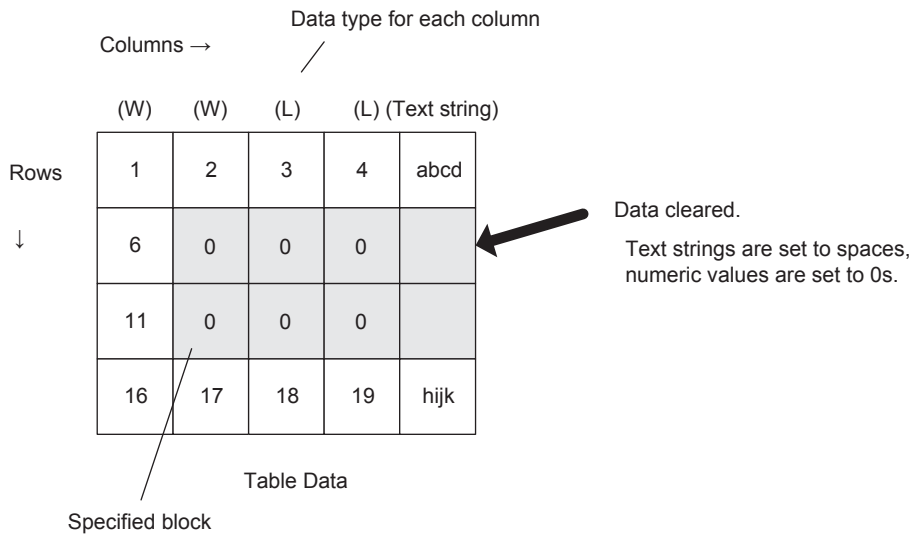 Data type for each column
Columns →
(W) (W) (L) (L) (Text string)
Rows
↓
1 2 3 4 abcd
6 0 0 0
11 0 0 0
16 17 18 19 hijk
Data cleared.
Text strings are set to spaces,
numeric values are set to 0s.
Table Data
Specified block